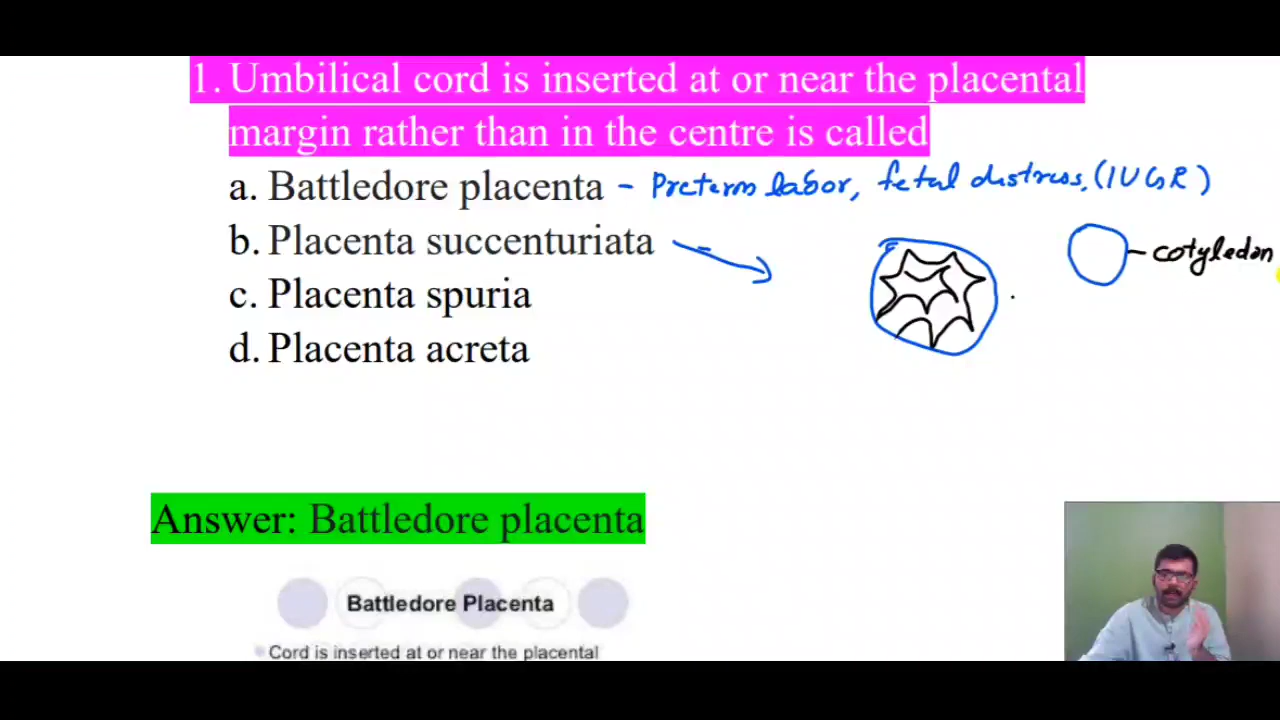 1. Umbilical cord is inserted at or near the placental
margin rather than in the centre is called
a. Battledore placenta - Preterm labor, fetal distress, (IUGR)
b. Placenta succenturiata
cotyledon
c. Placenta spuria
d. Placenta acreta
Answer: Battledore placenta
Battledore Placenta
Cord is inserted at or near the placental